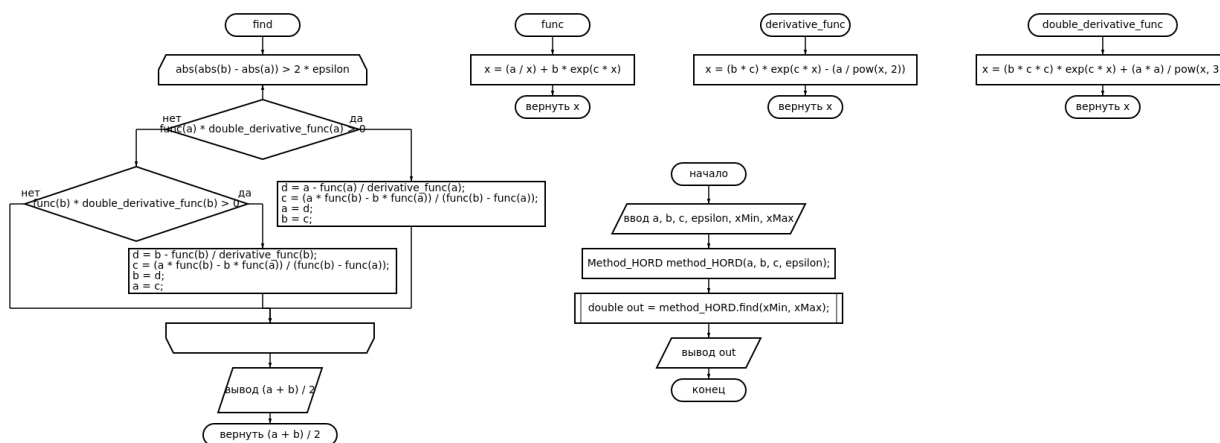 find
abs(abs(b) - abs(a)) > 2 * epsilon
нет
да
func(a) * double_derivative_func(a) > 0
нет
да
func(b) * double_derivative_func(b) > 0
d = a - func(a) / derivative_func(a);
c = (a * func(b) - b * func(a)) / (func(b) - func(a));
a = d;
b = c;
d = b - func(b) / derivative_func(b);
c = (a * func(b) - b * func(a)) / (func(b) - func(a));
b = d;
a = c;
вывод (a + b) / 2
вернуть (a + b) / 2
func
x = (a / x) + b * exp(c * x)
вернуть x
derivative_func
x = (b * c) * exp(c * x) - (a / pow(x, 2))
вернуть x
double_derivative_func
x = (b * c * c) * exp(c * x) + (a * a) / pow(x, 3
вернуть x
начало
ввод a, b, c, epsilon, xMin, xMax
Method_HORD method_HORD(a, b, c, epsilon);
double out = method_HORD.find(xMin, xMax);
вывод out
конец